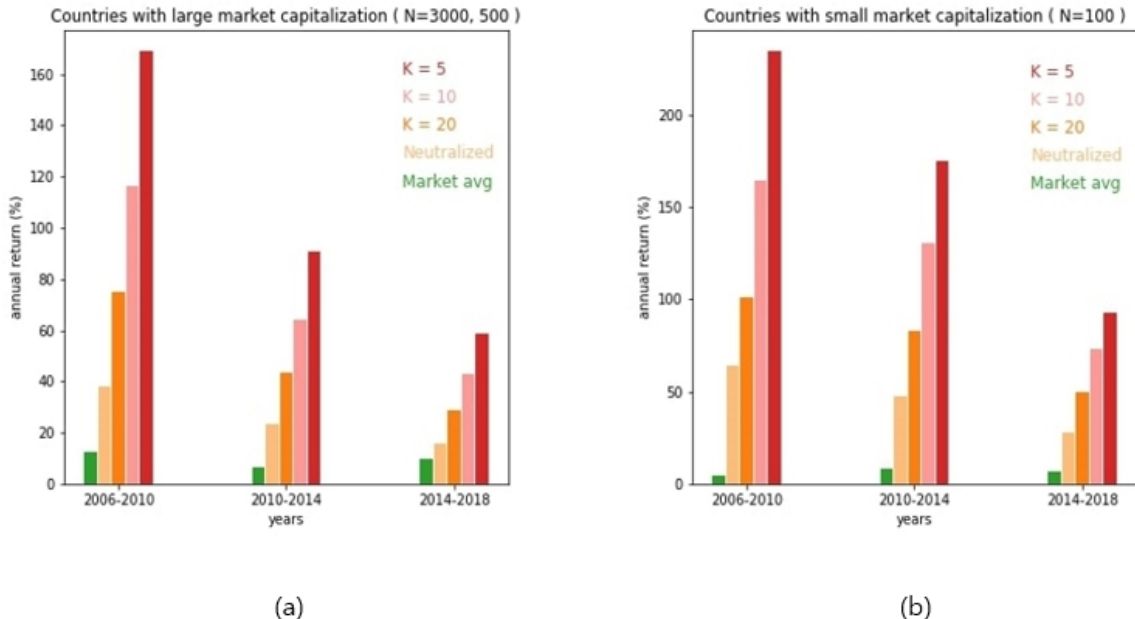 Countries with large market capitalization ( N=3000, 500 )
annual return (%)
160
140
120
100
80
60
40
20
0
K = 5
K = 10
K = 20
Neutralized
Market avg
2006-2010
2010-2014
2014-2018
years
(a)
Countries with small market capitalization ( N=100 )
annual return (%)
200
150
100
50
0
K = 5
K = 10
K = 20
Neutralized
Market avg
2006-2010
2010-2014
2014-2018
years
(b)